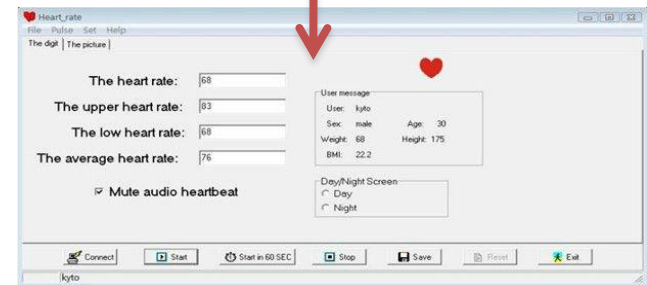 Heart_rate
File Pulse Set Help
The digit The picture
The heart rate: 68
The upper heart rate: 83
The low heart rate: 68
The average heart rate: 76
Mute audio heartbeat
User message
User: kyto
Sex: male Age: 30
Weight: 68 Height: 175
BMI: 22.2
Day/Night Screen
Day
Night
Connect Start Start in 60 SEC Stop Save Reset Exit
kyto